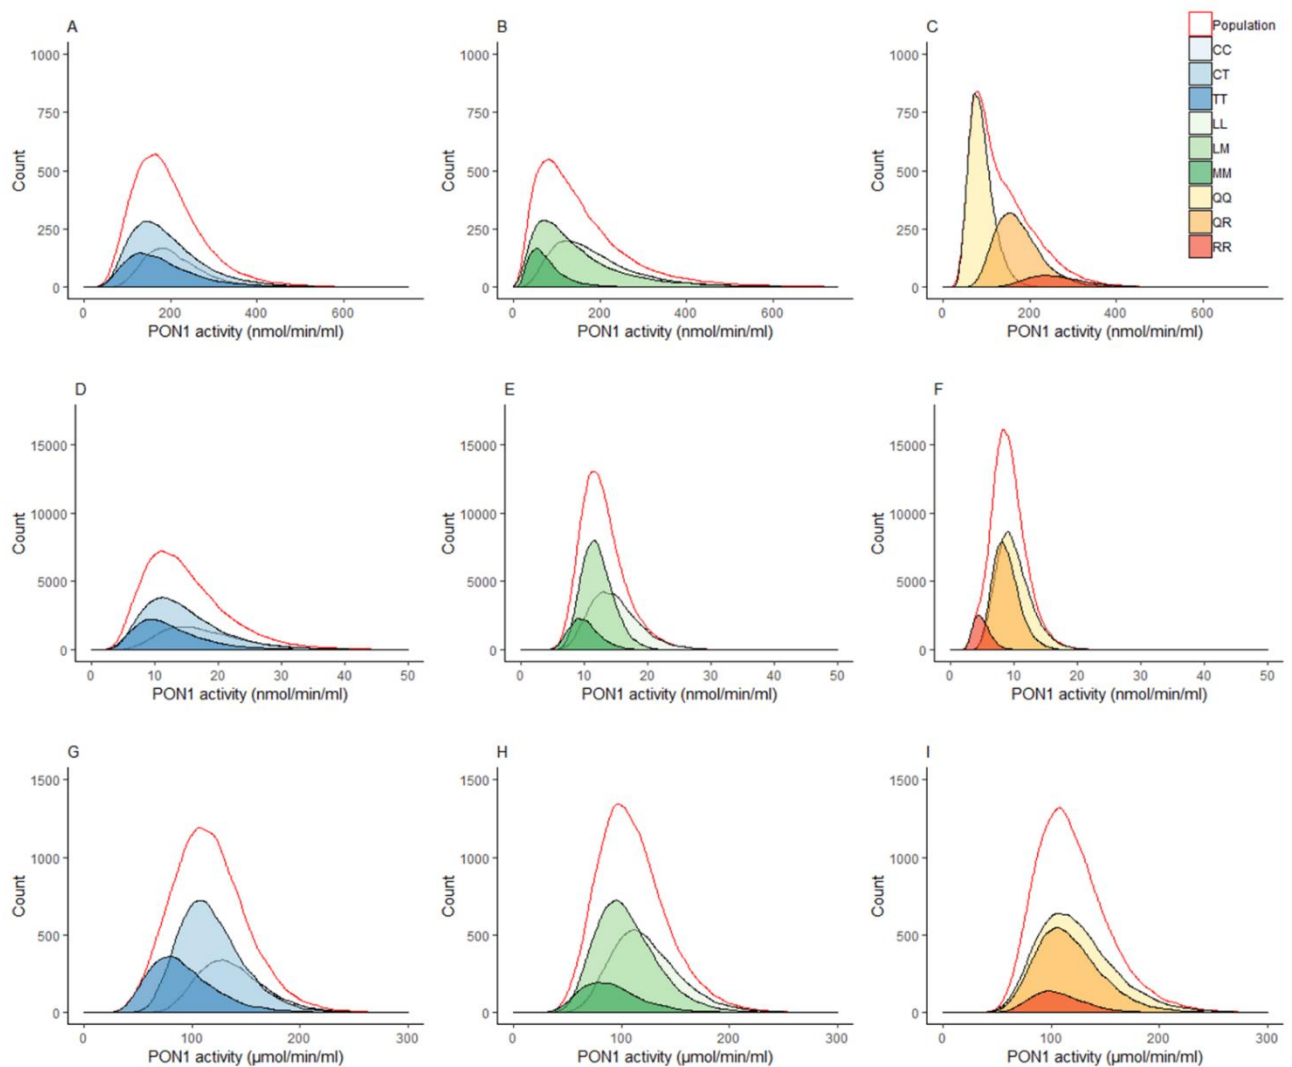 A
1000
750
500
250
0
Count
0 200 400 600
PON1 activity (nmol/min/ml)
B
1000
750
500
250
0
Count
0 200 400 600
PON1 activity (nmol/min/ml)
C
1000
750
500
250
0
Count
0 200 400 600
PON1 activity (nmol/min/ml)
Population
CC
CT
TT
LL
LM
MM
QQ
QR
RR
D
15000
10000
5000
0
Count
0 10 20 30 40 50
PON1 activity (nmol/min/ml)
E
15000
10000
5000
0
Count
0 10 20 30 40 50
PON1 activity (nmol/min/ml)
F
15000
10000
5000
0
Count
0 10 20 30 40 50
PON1 activity (nmol/min/ml)
G
1500
1000
500
0
Count
0 100 200 300
PON1 activity (µmol/min/ml)
H
1500
1000
500
0
Count
0 100 200 300
PON1 activity (µmol/min/ml)
I
1500
1000
500
0
Count
0 100 200 300
PON1 activity (µmol/min/ml)